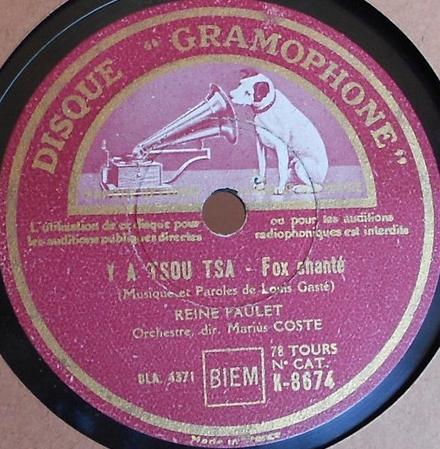 DISQUE "GRAMOPHONE"
L'utilisation de ce disque pour
les auditions publiques directes
ou pour les auditions
radiophoniques est interdite
Y A TSOU TSA - Fox chanté
(Musique et Paroles de Louis Gasté)
REINE PAULET
Orchestre, dir. Marius COSTE
OLA. 4371
BIEM
78 TOURS
N° CAT.
K-8674
Made in France